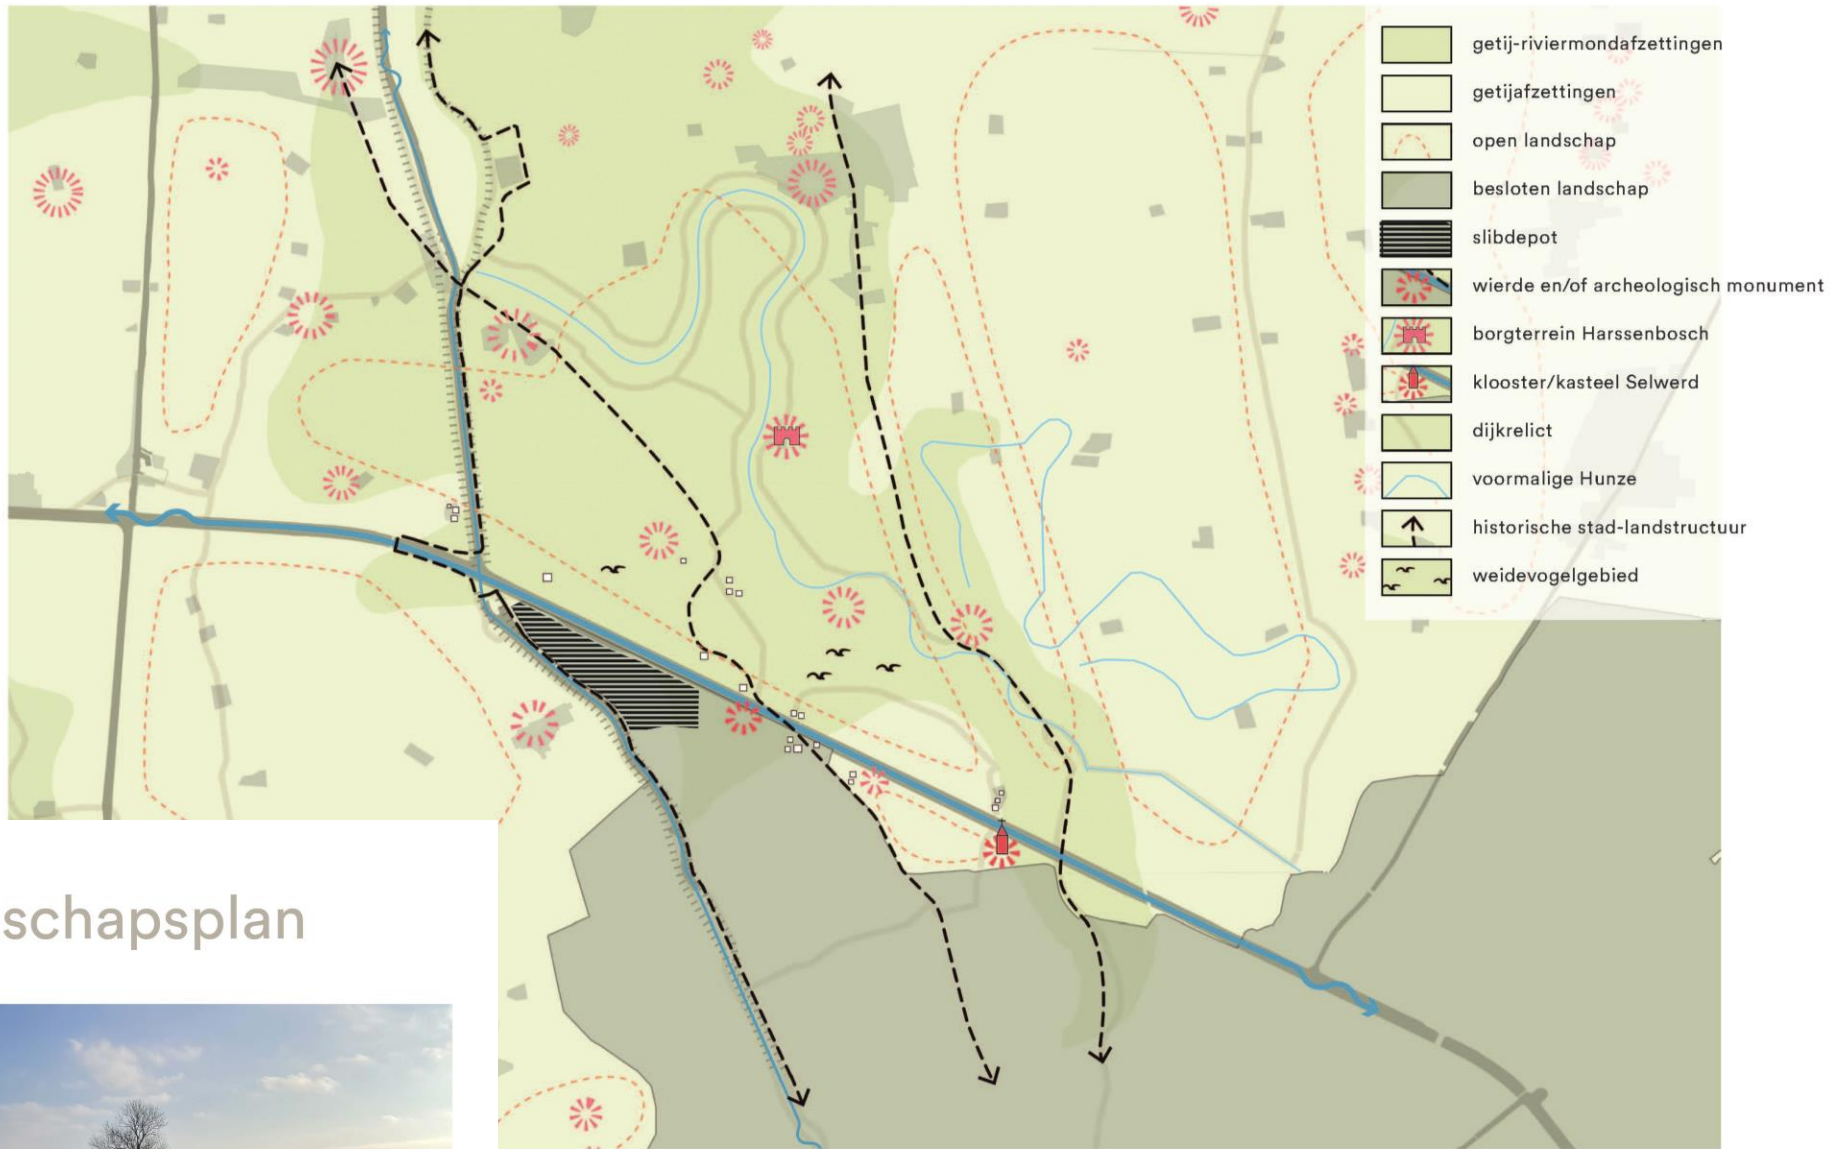 getij-riviermondafzettingen
getijafzettingen
open landschap
besloten landschap
slibdepot
wierde en/of archeologisch monument
borgterrein Harssenbosch
klooster/kasteel Selwerd
dijkrelict
voormalige Hunze
historische stad-landstructuur
weidevogelgebied
schapsplan